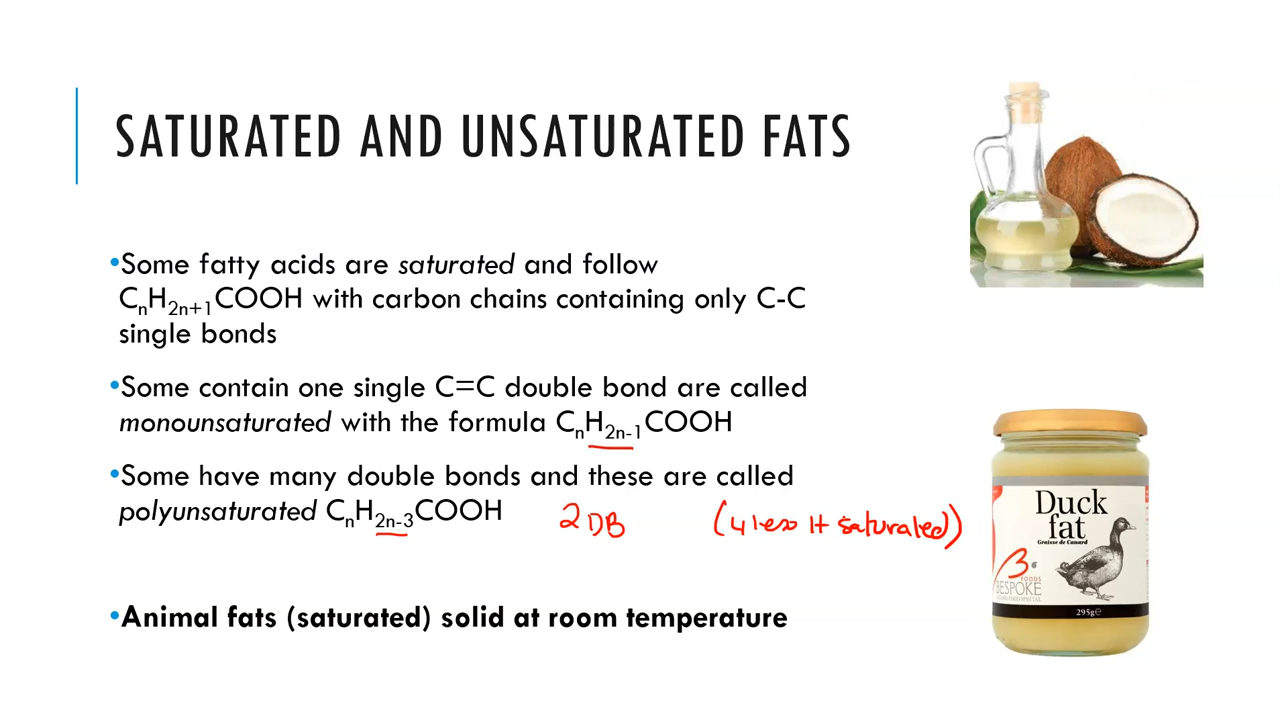 SATURATED AND UNSATURATED FATS
•Some fatty acids are saturated and follow
CnH2n+1COOH with carbon chains containing only C-C
single bonds
•Some contain one single C=C double bond are called
monounsaturated with the formula CnH2n-1COOH
•Some have many double bonds and these are called
polyunsaturated CnH2n-3COOH
2 DB (4 less H saturated)
•Animal fats (saturated) solid at room temperature
Duck
fat
Graisse de Canard
FOODS
BESPOKE
295g℮